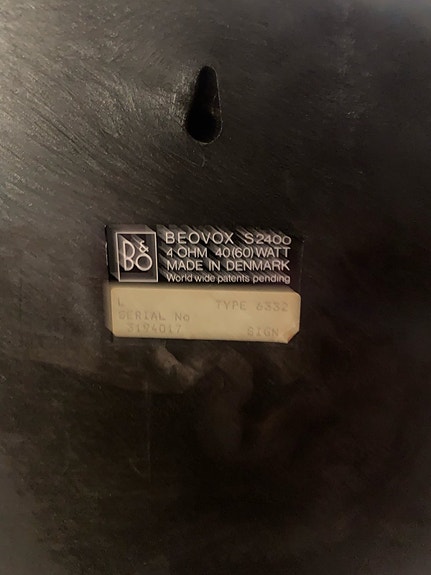 B&O
BEOVOX S2400
4 OHM 40(60)WATT
MADE IN DENMARK
World wide patents pending
L TYPE 6332
SERIAL No
3194017 SIGN